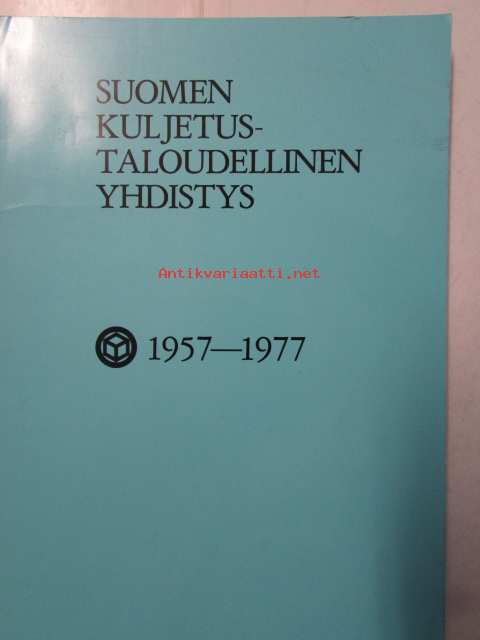 SUOMEN
KULJETUS-
TALOUDELLINEN
YHDISTYS
Antikvariaatti.net
1957—1977